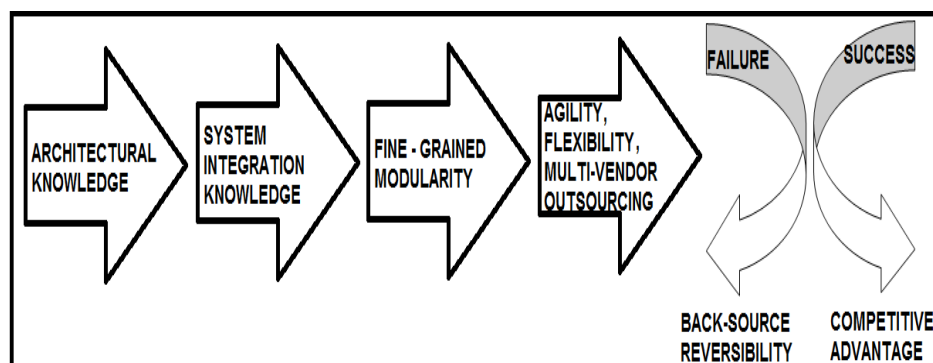 ARCHITECTURAL
KNOWLEDGE
SYSTEM
INTEGRATION
KNOWLEDGE
FINE - GRAINED
MODULARITY
AGILITY,
FLEXIBILITY,
MULTI-VENDOR
OUTSOURCING
FAILURE
SUCCESS
BACK-SOURCE
REVERSIBILITY
COMPETITIVE
ADVANTAGE